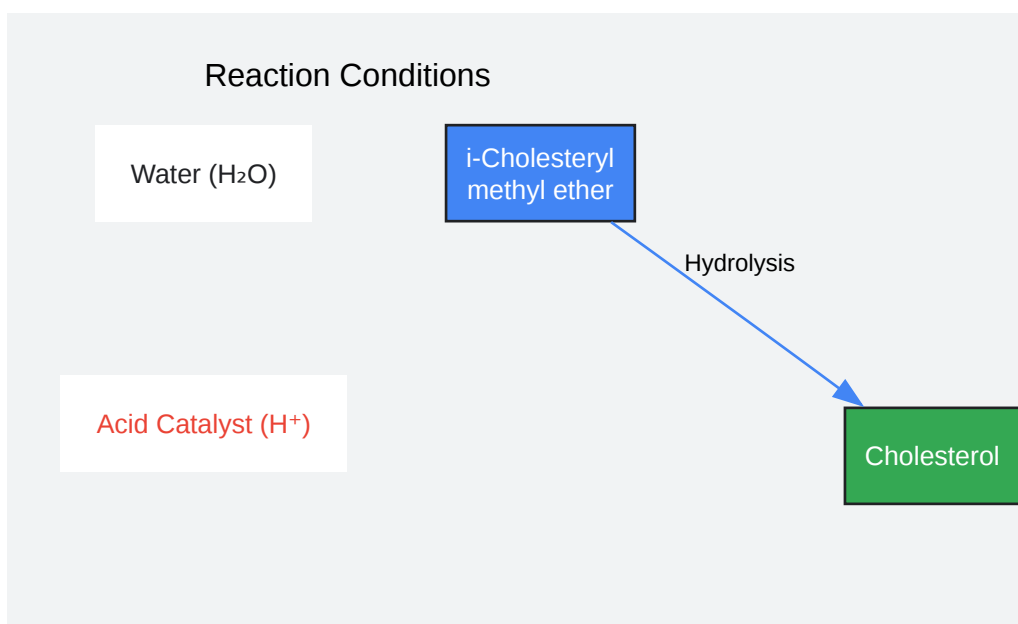 Reaction Conditions
Water (H₂O)
i-Cholesteryl
methyl ether
Hydrolysis
Acid Catalyst (H⁺)
Cholesterol